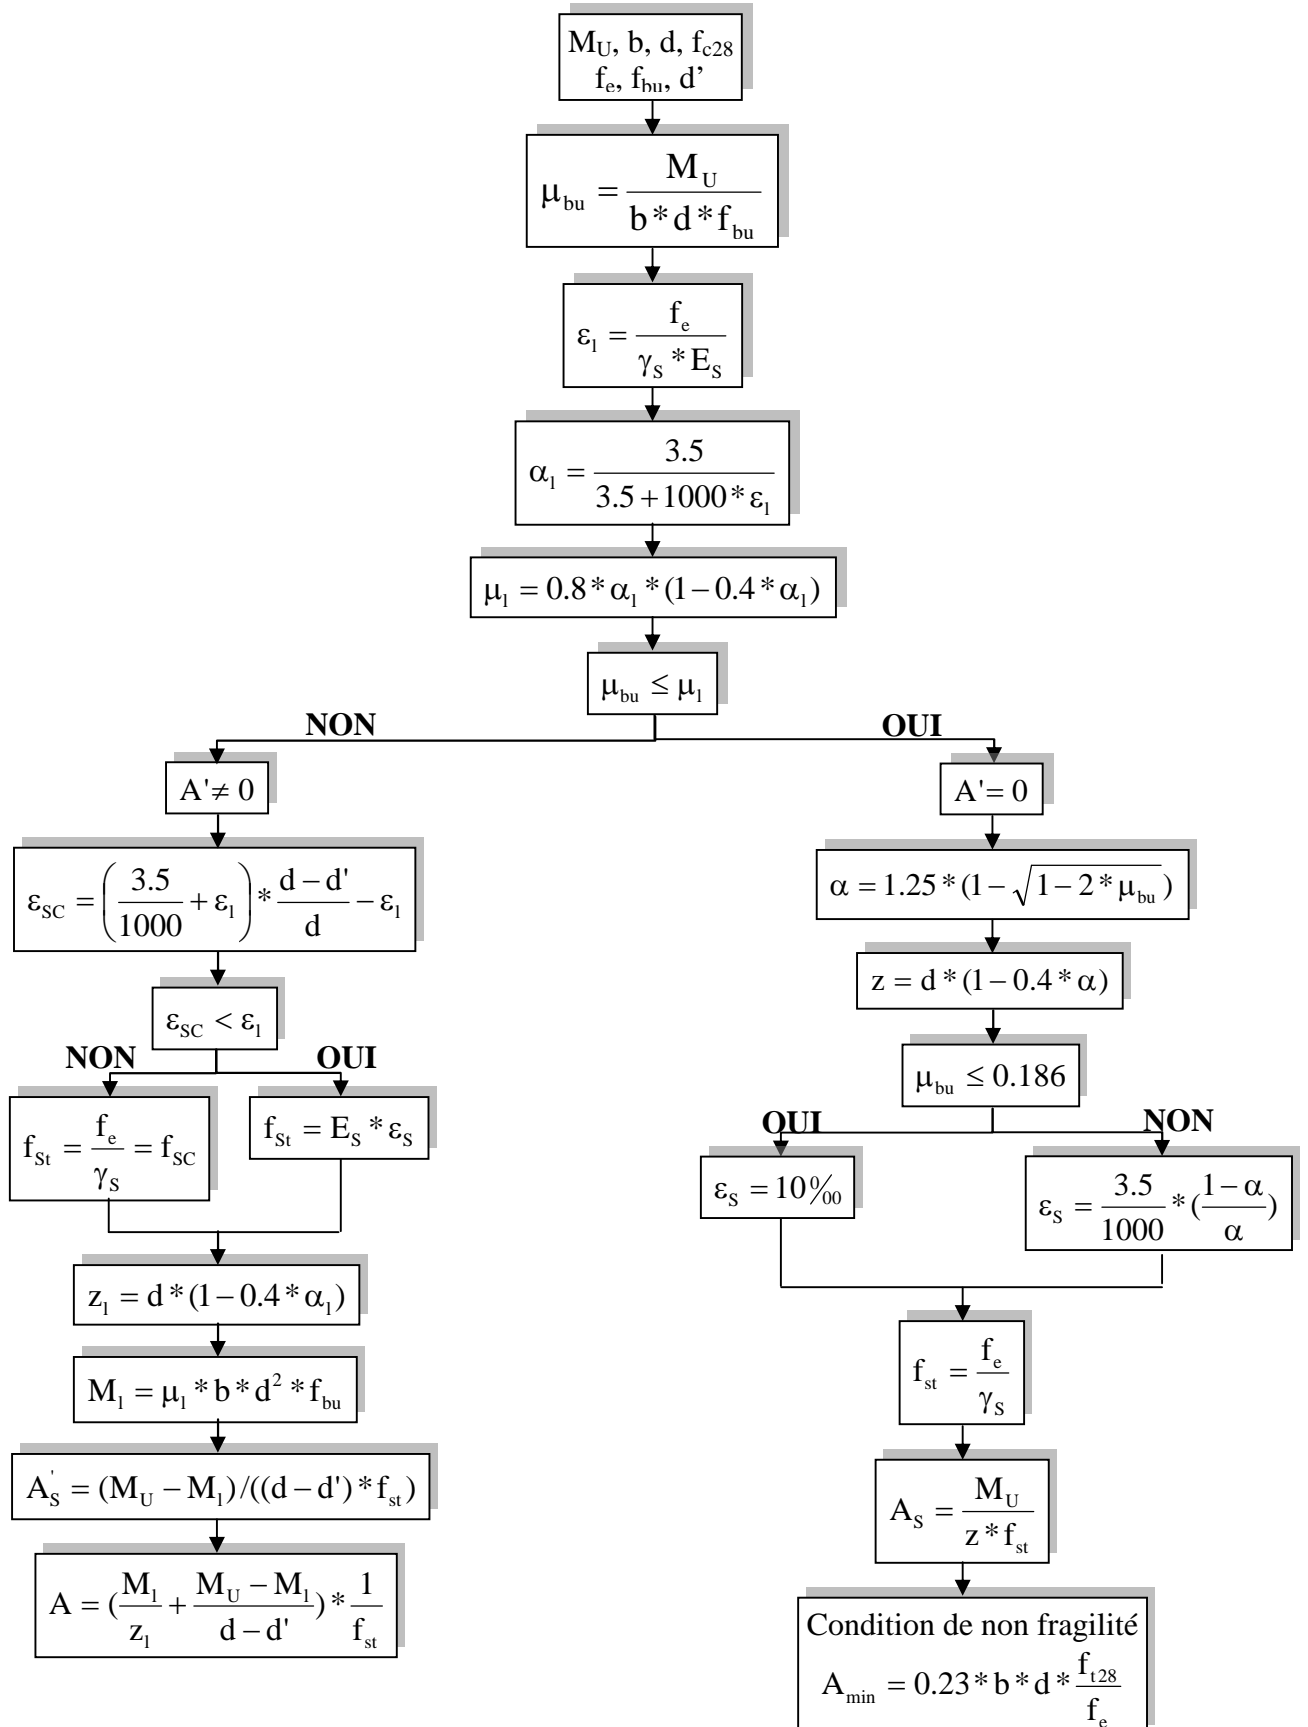 M_U, b, d, f_c28
f_e, f_bu, d’
μ_bu = M_U / (b * d * f_bu)
ε_l = f_e / (γ_S * E_S)
α_l = 3.5 / (3.5 + 1000 * ε_l)
μ_l = 0.8 * α_l * (1 − 0.4 * α_l)
μ_bu ≤ μ_l
NON
OUI
A' ≠ 0
ε_SC = (3.5 / 1000 + ε_l) * (d − d') / d − ε_l
ε_SC < ε_l
NON
OUI
f_St = f_e / γ_S = f_SC
f_St = E_S * ε_S
z_l = d * (1 − 0.4 * α_l)
M_l = μ_l * b * d² * f_bu
A_S' = (M_U − M_l) / ((d − d') * f_st)
A = (M_l / z_l + (M_U − M_l) / (d − d')) * 1 / f_st
A' = 0
α = 1.25 * (1 − √(1 − 2 * μ_bu))
z = d * (1 − 0.4 * α)
μ_bu ≤ 0.186
OUI
NON
ε_S = 10 0/00
ε_S = 3.5 / 1000 * ((1 − α) / α)
f_st = f_e / γ_S
A_S = M_U / (z * f_st)
Condition de non fragilité
A_min = 0.23 * b * d * f_t28 / f_e